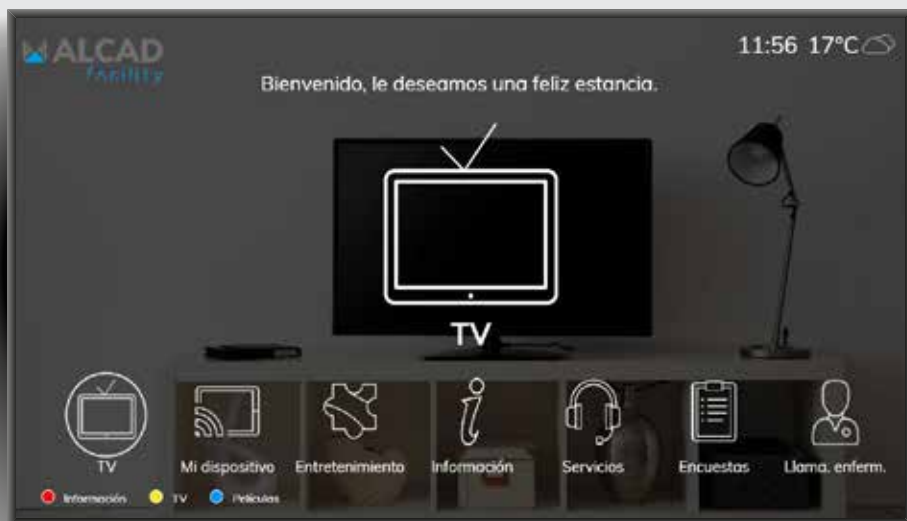 ALCAD
facility
11:56 17°C
Bienvenido, le deseamos una feliz estancia.
TV
TV
Mi dispositivo
Entretenimiento
Información
Servicios
Encuestas
Llama. enferm.
Información
TV
Películas